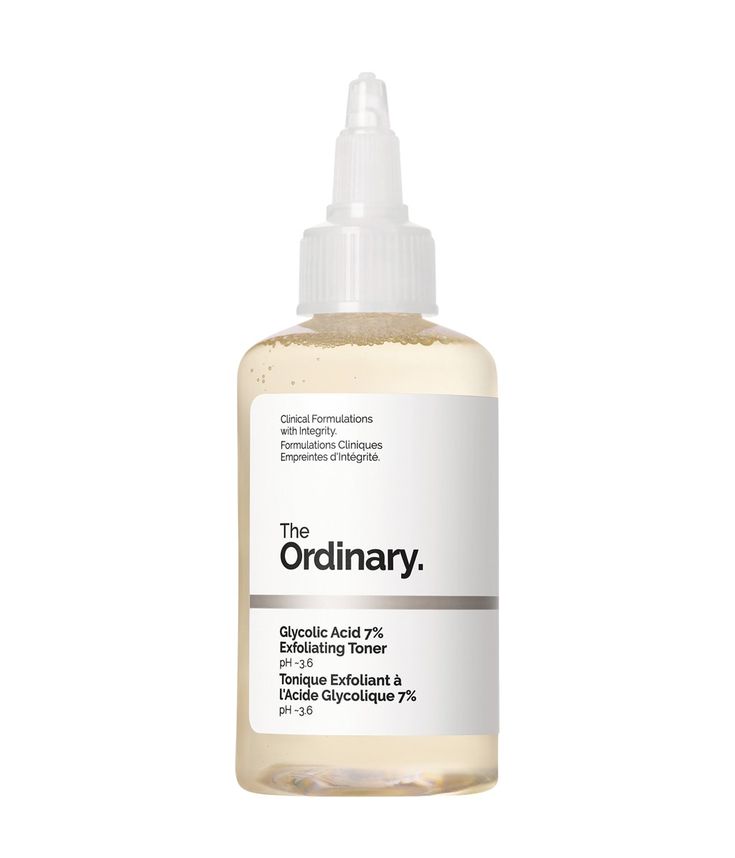 Clinical Formulations
with Integrity.
Formulations Cliniques
Empreintes d'Intégrité.
The
Ordinary.
Glycolic Acid 7%
Exfoliating Toner
pH ~3.6
Tonique Exfoliant à
l'Acide Glycolique 7%
pH ~3.6